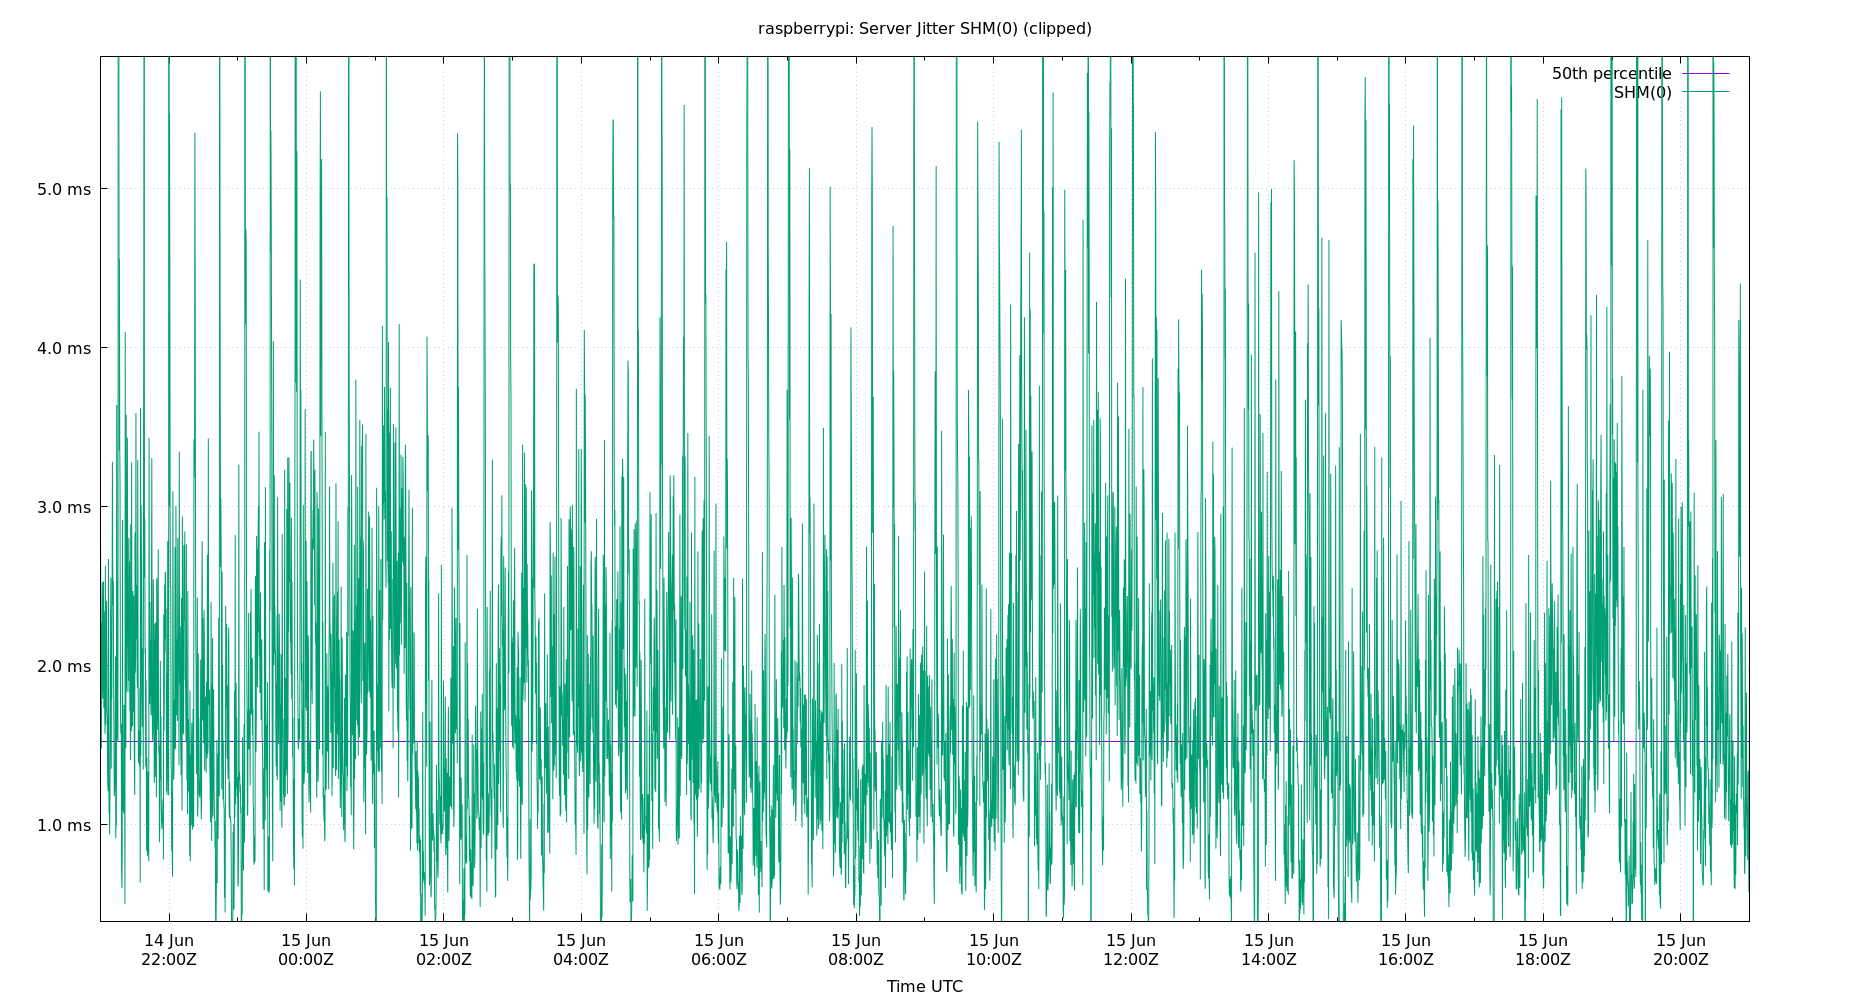 raspberrypi: Server Jitter SHM(0) (clipped)
50th percentile
SHM(0)
5.0 ms
4.0 ms
3.0 ms
2.0 ms
1.0 ms
14 Jun 15 Jun 15 Jun 15 Jun 15 Jun 15 Jun 15 Jun 15 Jun 15 Jun 15 Jun 15 Jun 15 Jun
22:00Z 00:00Z 02:00Z 04:00Z 06:00Z 08:00Z 10:00Z 12:00Z 14:00Z 16:00Z 18:00Z 20:00Z
Time UTC